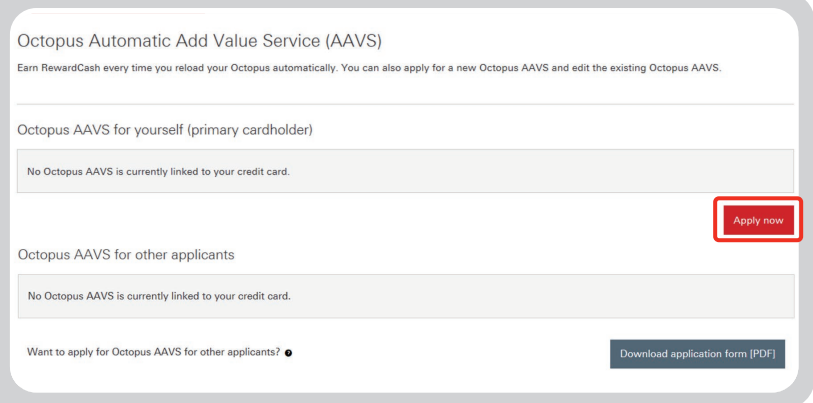 Octopus Automatic Add Value Service (AAVS)
Earn RewardCash every time you reload your Octopus automatically. You can also apply for a new Octopus AAVS and edit the existing Octopus AAVS.
Octopus AAVS for yourself (primary cardholder)
No Octopus AAVS is currently linked to your credit card.
Apply now
Octopus AAVS for other applicants
No Octopus AAVS is currently linked to your credit card.
Want to apply for Octopus AAVS for other applicants? ?
Download application form [PDF]